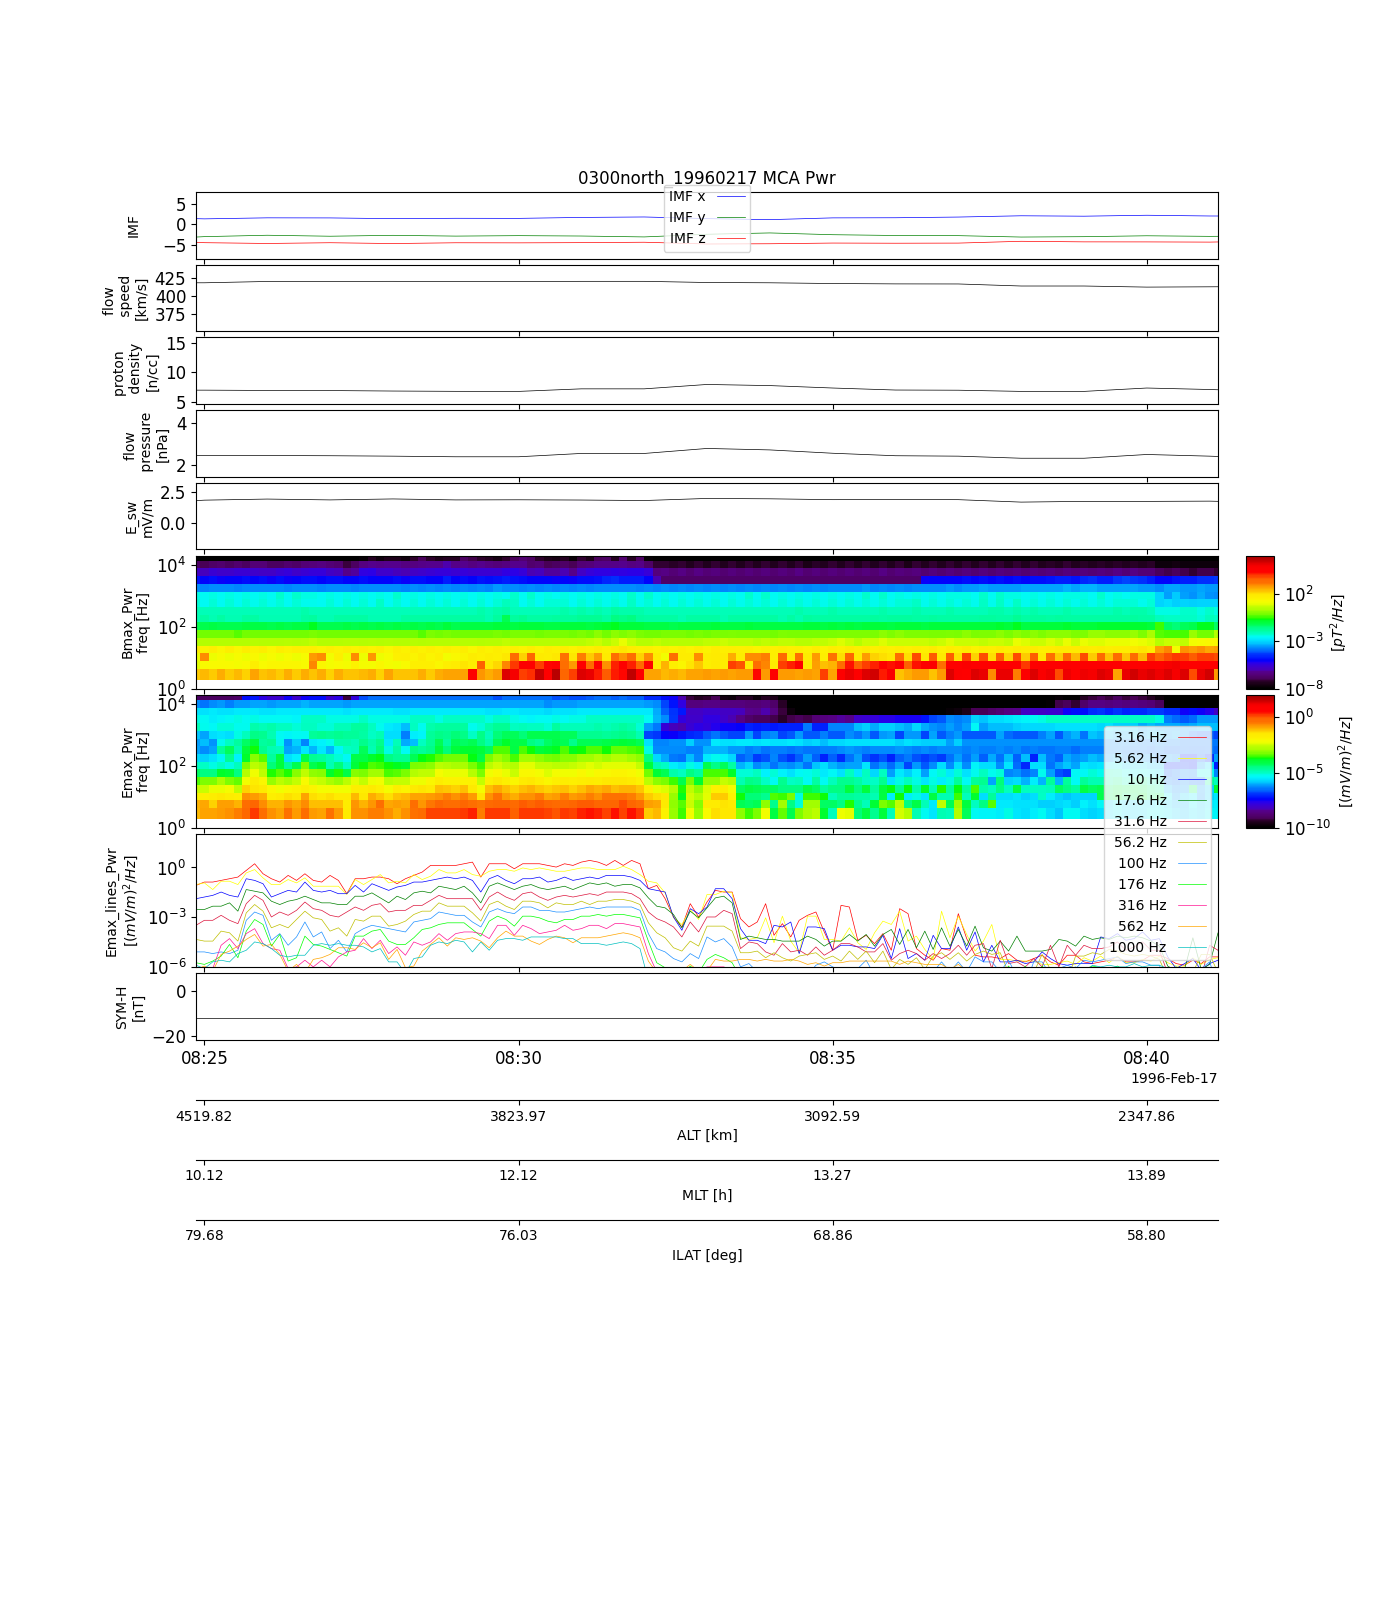 0300north_19960217 MCA Pwr
IMF
5
0
−5
IMF x
IMF y
IMF z
flow
speed
[km/s]
425
400
375
proton
density
[n/cc]
15
10
5
flow
pressure
[nPa]
4
2
E_sw
mV/m
2.5
0.0
Bmax_Pwr
freq [Hz]
10^4
10^2
10^0
10^2
10^−3
10^−8
[pT^2/Hz]
Emax_Pwr
freq [Hz]
10^4
10^2
10^0
10^0
10^−5
10^−10
[(mV/m)^2/Hz]
3.16 Hz
5.62 Hz
10 Hz
17.6 Hz
31.6 Hz
56.2 Hz
100 Hz
176 Hz
316 Hz
562 Hz
1000 Hz
Emax_lines_Pwr
[(mV/m)^2/Hz]
10^0
10^−3
10^−6
SYM-H
[nT]
0
−20
08:25 08:30 08:35 08:40
1996-Feb-17
4519.82 3823.97 3092.59 2347.86
ALT [km]
10.12 12.12 13.27 13.89
MLT [h]
79.68 76.03 68.86 58.80
ILAT [deg]